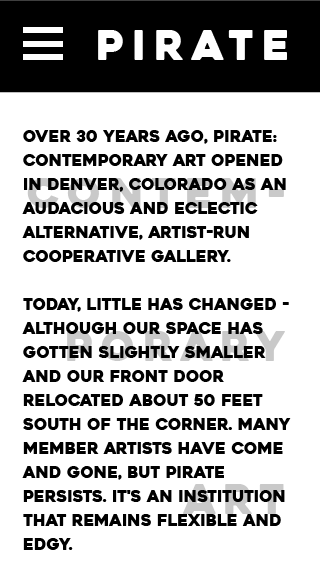 PIRATE
OVER 30 YEARS AGO, PIRATE:
CONTEMPORARY ART OPENED
IN DENVER, COLORADO AS AN
AUDACIOUS AND ECLECTIC
ALTERNATIVE, ARTIST-RUN
COOPERATIVE GALLERY.
TODAY, LITTLE HAS CHANGED -
ALTHOUGH OUR SPACE HAS
GOTTEN SLIGHTLY SMALLER
AND OUR FRONT DOOR
RELOCATED ABOUT 50 FEET
SOUTH OF THE CORNER. MANY
MEMBER ARTISTS HAVE COME
AND GONE, BUT PIRATE
PERSISTS. IT'S AN INSTITUTION
THAT REMAINS FLEXIBLE AND
EDGY.
CONTEM-
PORARY
ART